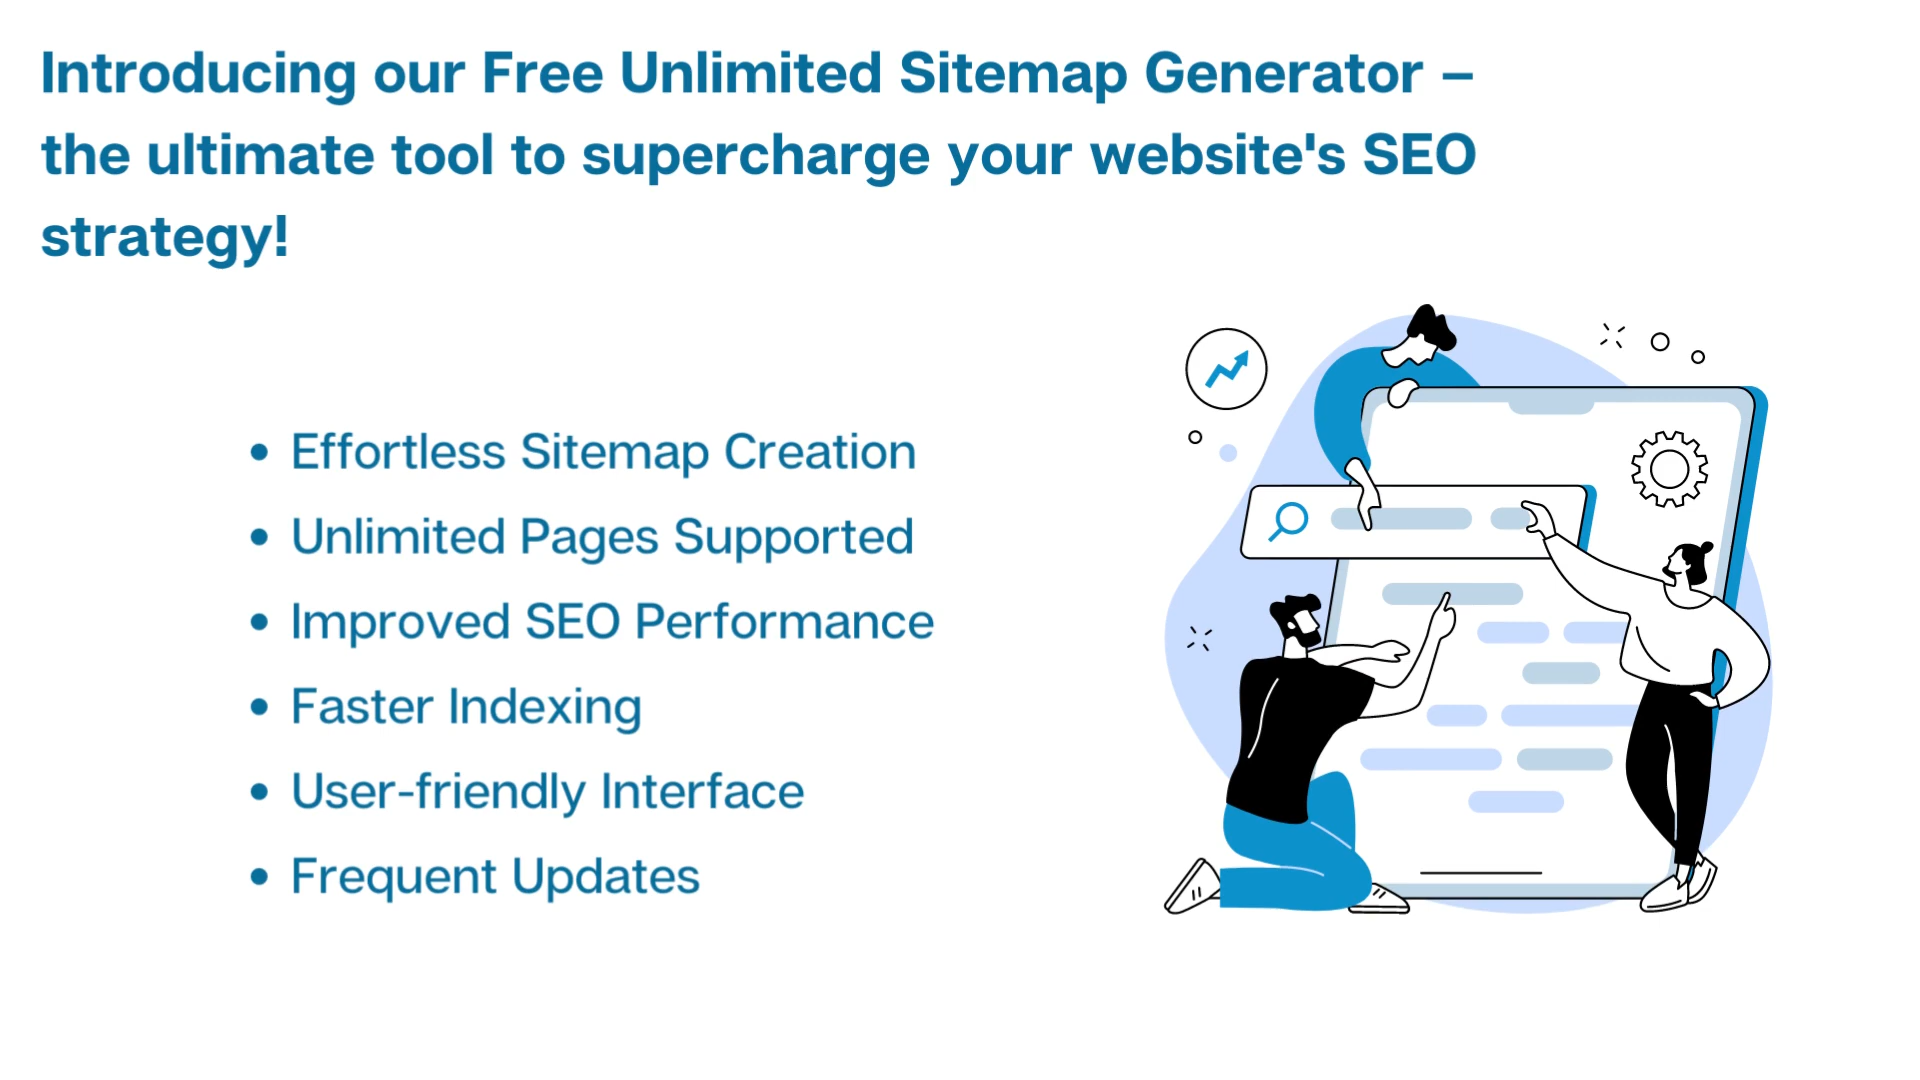 Introducing our Free Unlimited Sitemap Generator –
the ultimate tool to supercharge your website's SEO
strategy!
• Effortless Sitemap Creation
• Unlimited Pages Supported
• Improved SEO Performance
• Faster Indexing
• User-friendly Interface
• Frequent Updates